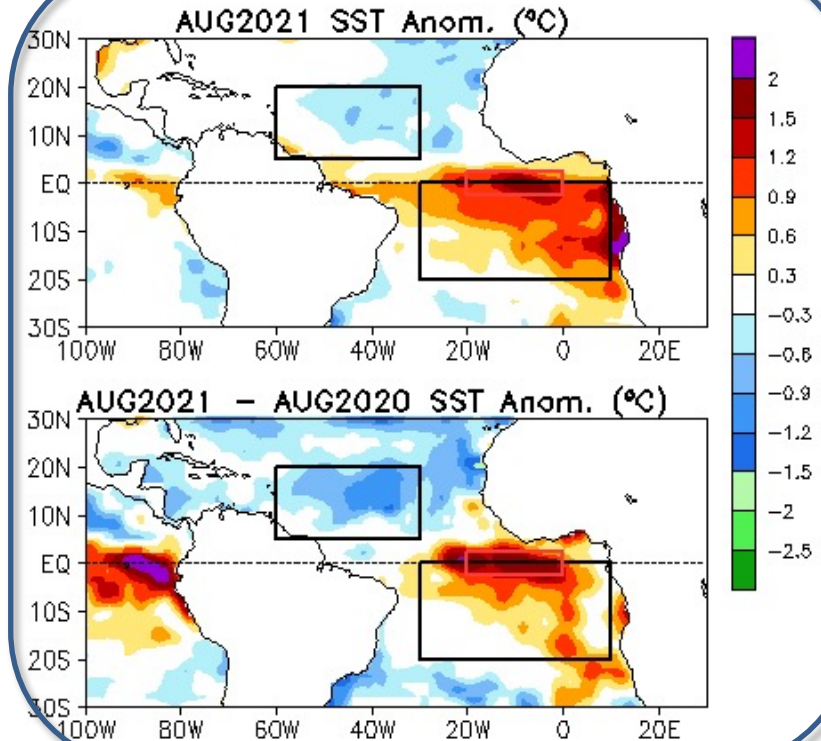 AUG2021 SST Anom. (ºC)
30N
20N
10N
EQ
10S
20S
30S
100W 80W 60W 40W 20W 0 20E
AUG2021 – AUG2020 SST Anom. (ºC)
30N
20N
10N
EQ
10S
20S
30S
100W 80W 60W 40W 20W 0 20E
2
1.5
1.2
0.9
0.6
0.3
-0.3
-0.6
-0.9
-1.2
-1.5
-2
-2.5